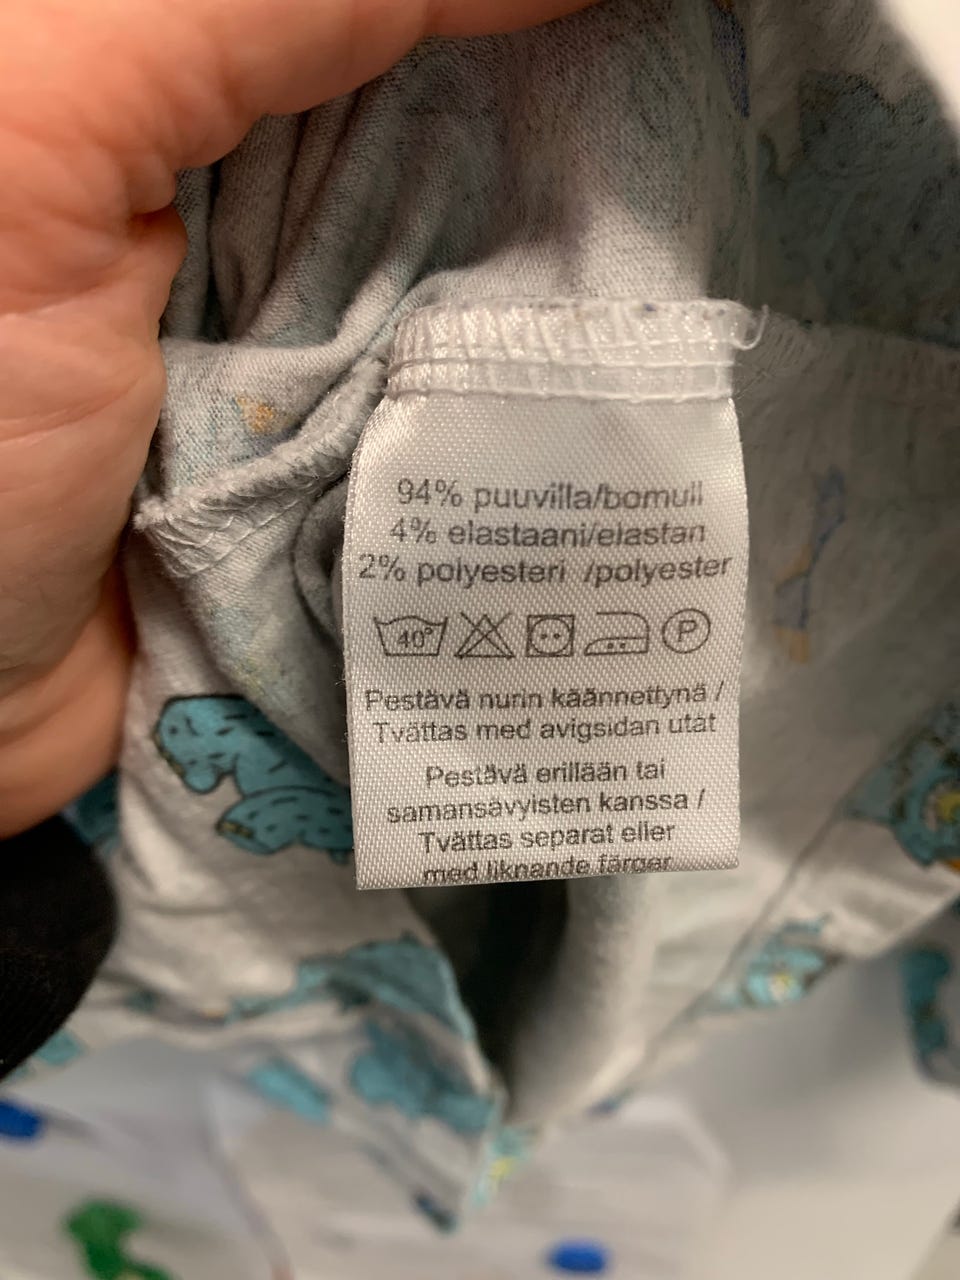 94% puuvilla/bomull
4% elastaani/elastan
2% polyesteri /polyester
40° P
Pestävä nurin käännettynä /
Tvättas med avigsidan utåt
Pestävä erillään tai
samansävyisten kanssa /
Tvättas separat eller
med liknande färger